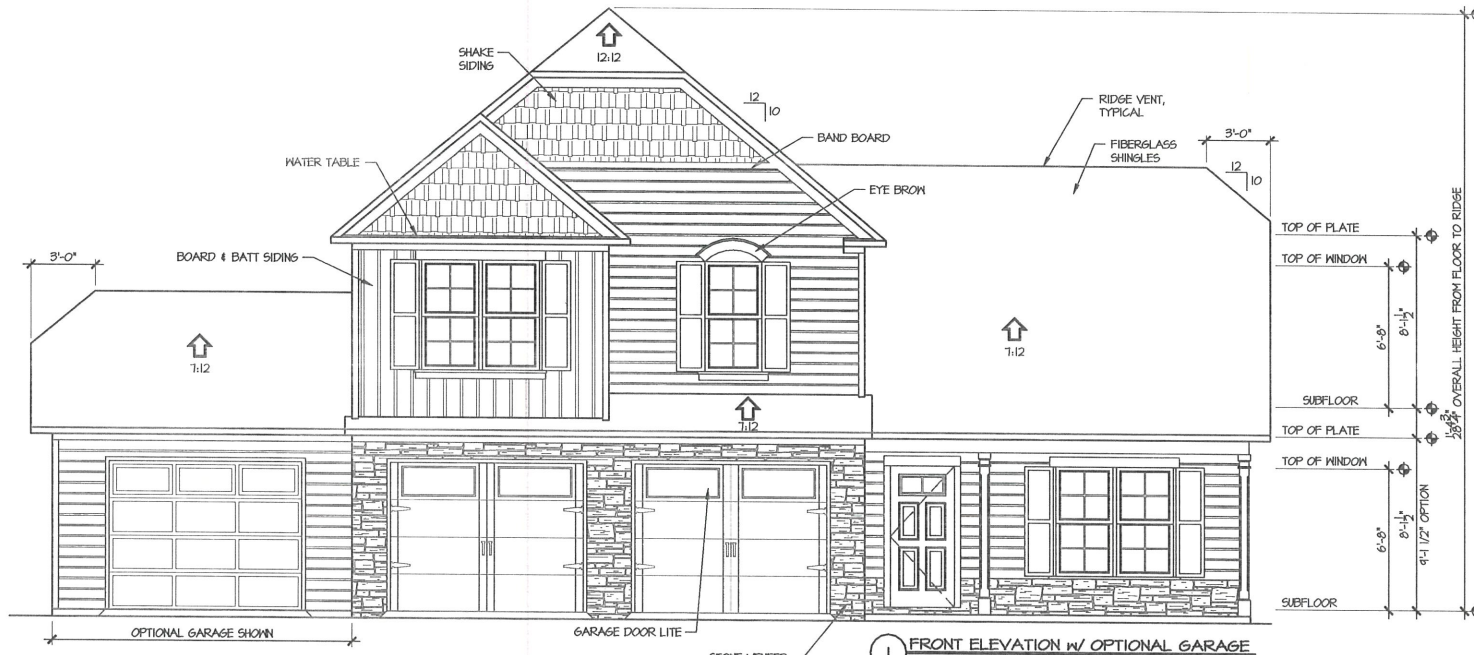 12:12
SHAKE
SIDING
12
10
RIDGE VENT,
TYPICAL
3'-0"
BAND BOARD
FIBERGLASS
SHINGLES
WATER TABLE
12
10
EYE BROW
TOP OF PLATE
BOARD & BATT SIDING
3'-0"
TOP OF WINDOW
7:12
7:12
6'-8"
8'-1 1/2"
28'-4" OVERALL HEIGHT FROM FLOOR TO RIDGE
SUBFLOOR
7:12
TOP OF PLATE
TOP OF WINDOW
6'-8"
8'-1 1/2"
9'-1 1/2" OPTION
SUBFLOOR
OPTIONAL GARAGE SHOWN
GARAGE DOOR LITE
1 FRONT ELEVATION W/ OPTIONAL GARAGE